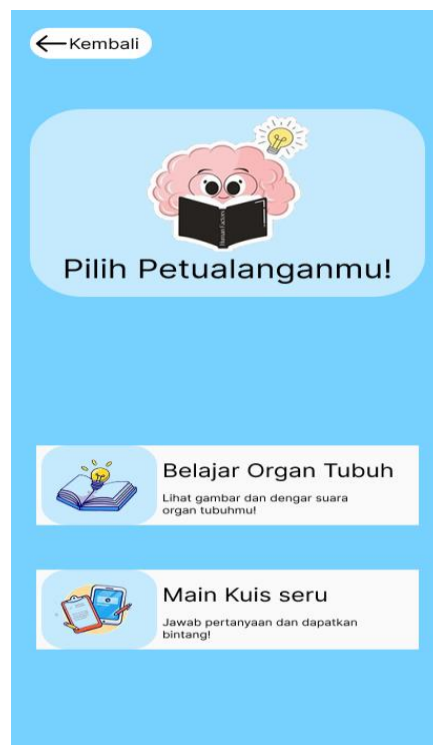 Kembali
Pilih Petualanganmu!
Belajar Organ Tubuh
Lihat gambar dan dengar suara
organ tubuhmu!
Main Kuis seru
Jawab pertanyaan dan dapatkan
bintang!